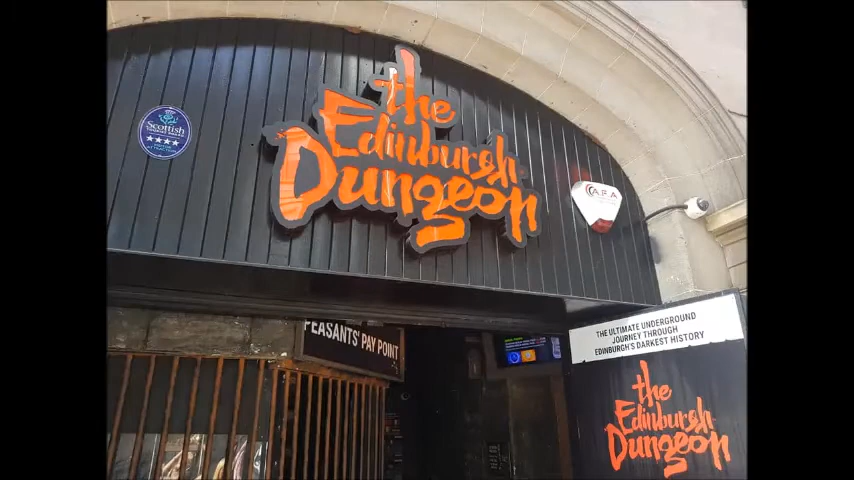 the
Edinburgh
Dungeon
Scottish
PEASANTS' PAY POINT
THE ULTIMATE UNDERGROUND
JOURNEY THROUGH
EDINBURGH'S DARKEST HISTORY
the
Edinburgh
Dungeon